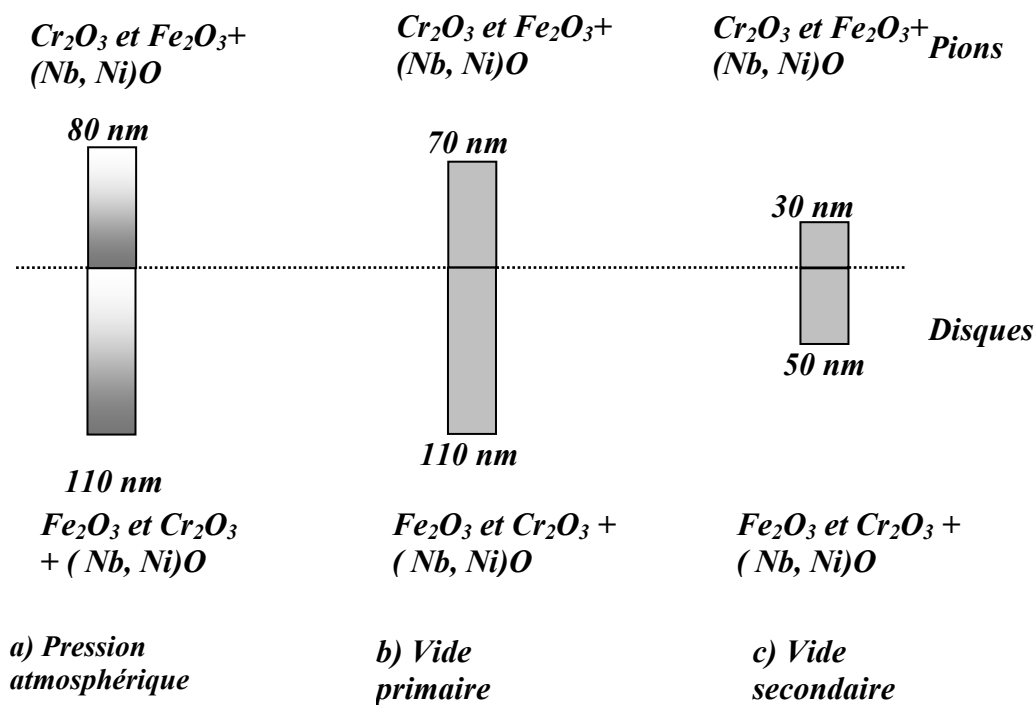 Cr₂O₃ et Fe₂O₃+
(Nb, Ni)O
Cr₂O₃ et Fe₂O₃+
(Nb, Ni)O
Cr₂O₃ et Fe₂O₃+
(Nb, Ni)O
Pions
80 nm
70 nm
30 nm
Disques
50 nm
110 nm
110 nm
Fe₂O₃ et Cr₂O₃
+ ( Nb, Ni)O
Fe₂O₃ et Cr₂O₃ +
( Nb, Ni)O
Fe₂O₃ et Cr₂O₃ +
( Nb, Ni)O
a) Pression
atmosphérique
b) Vide
primaire
c) Vide
secondaire